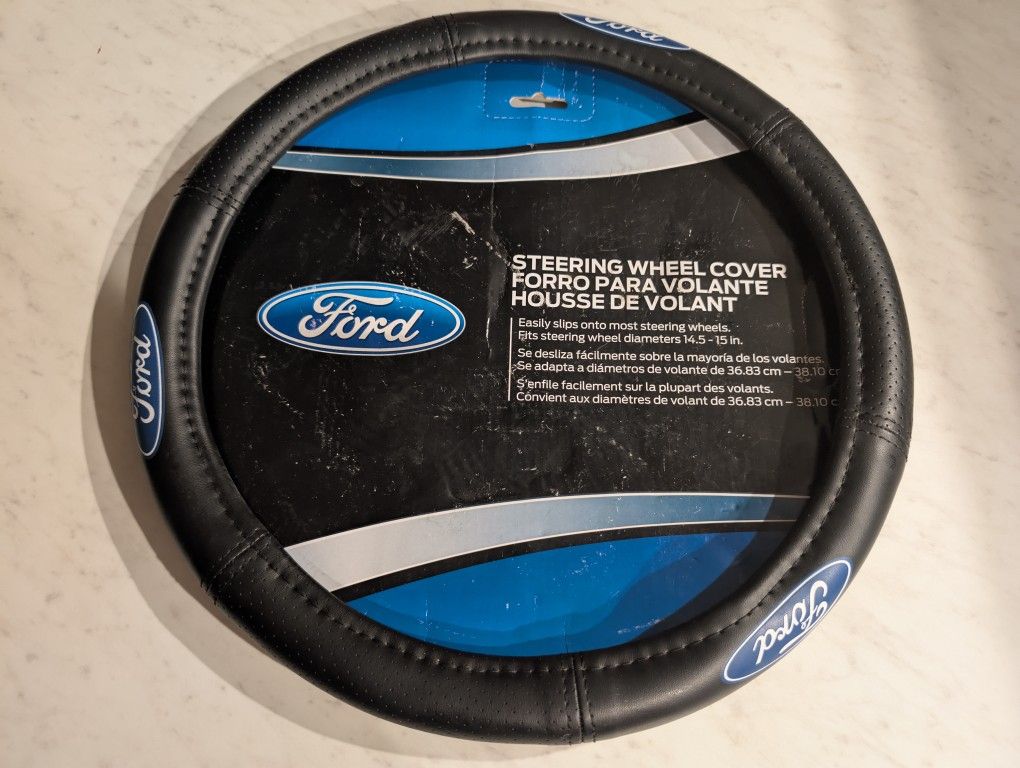 Ford
Ford
STEERING WHEEL COVER
FORRO PARA VOLANTE
HOUSSE DE VOLANT
Easily slips onto most steering wheels.
Fits steering wheel diameters 14.5 - 15 in.
Se desliza fácilmente sobre la mayoría de los volantes.
Se adapta a diámetros de volante de 36.83 cm – 38.10 c
S'enfile facilement sur la plupart des volants.
Convient aux diamètres de volant de 36.83 cm – 38.10 c
Ford
Ford